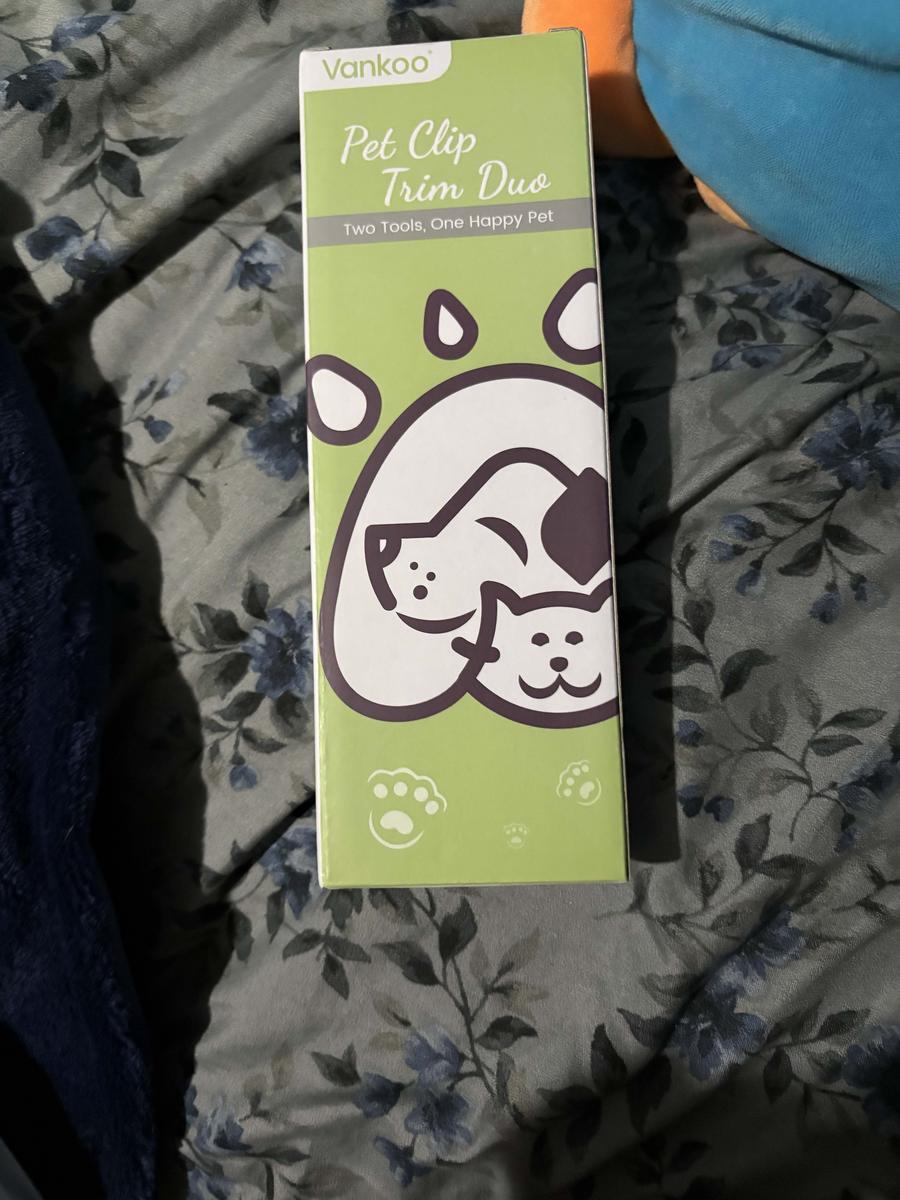 Vankoo
Pet Clip
Trim Duo
Two Tools, One Happy Pet